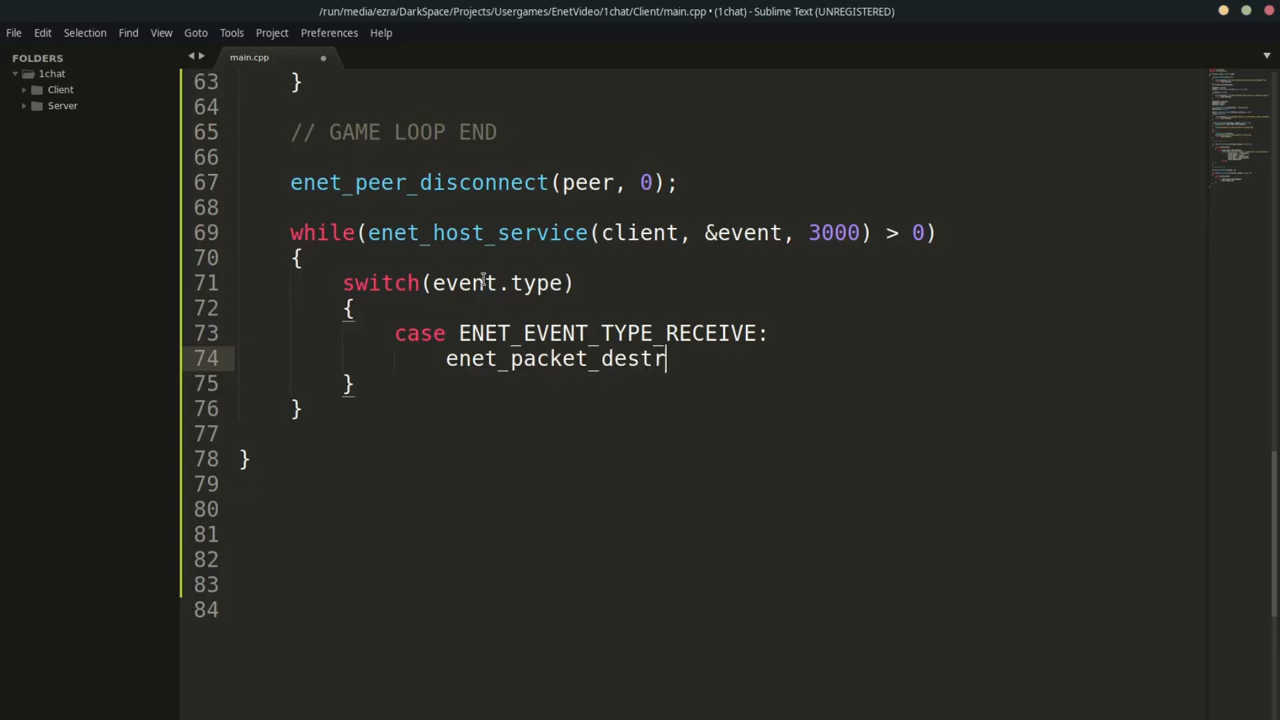 /run/media/ezra/DarkSpace/Projects/Usergames/EnetVideo/1chat/Client/main.cpp • (1chat) - Sublime Text (UNREGISTERED)
File Edit Selection Find View Goto Tools Project Preferences Help
FOLDERS
1chat
Client
Server
main.cpp
63 }
64
65 // GAME LOOP END
66
67 enet_peer_disconnect(peer, 0);
68
69 while(enet_host_service(client, &event, 3000) > 0)
70 {
71 switch(event.type)
72 {
73 case ENET_EVENT_TYPE_RECEIVE:
74 enet_packet_destr
75 }
76 }
77
78 }
79
80
81
82
83
84